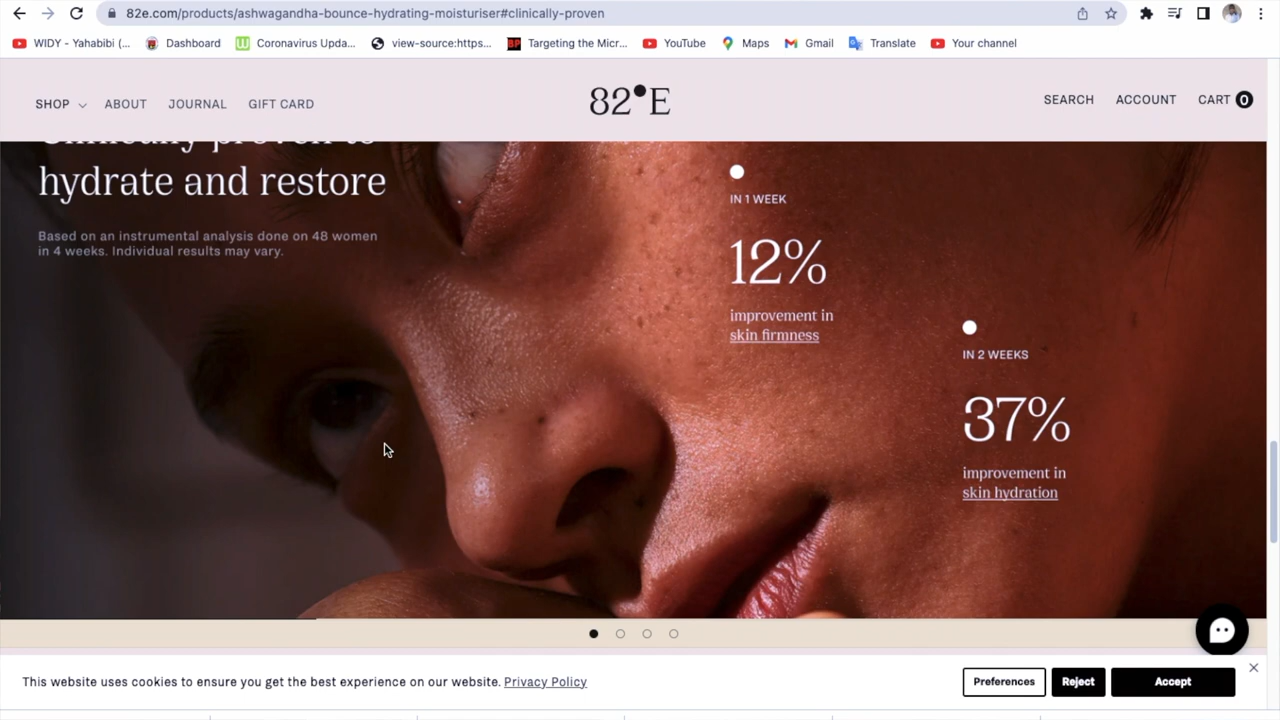 82e.com/products/ashwagandha-bounce-hydrating-moisturiser#clinically-proven
WIDY - Yahabibi (...
Dashboard
Coronavirus Upda...
view-source:https...
Targeting the Micr...
YouTube
Maps
Gmail
Translate
Your channel
SHOP
ABOUT
JOURNAL
GIFT CARD
82°E
SEARCH
ACCOUNT
CART 0
Clinically proven to
hydrate and restore
Based on an instrumental analysis done on 48 women
in 4 weeks. Individual results may vary.
IN 1 WEEK
12%
improvement in
skin firmness
IN 2 WEEKS
37%
improvement in
skin hydration
This website uses cookies to ensure you get the best experience on our website. Privacy Policy
Preferences
Reject
Accept